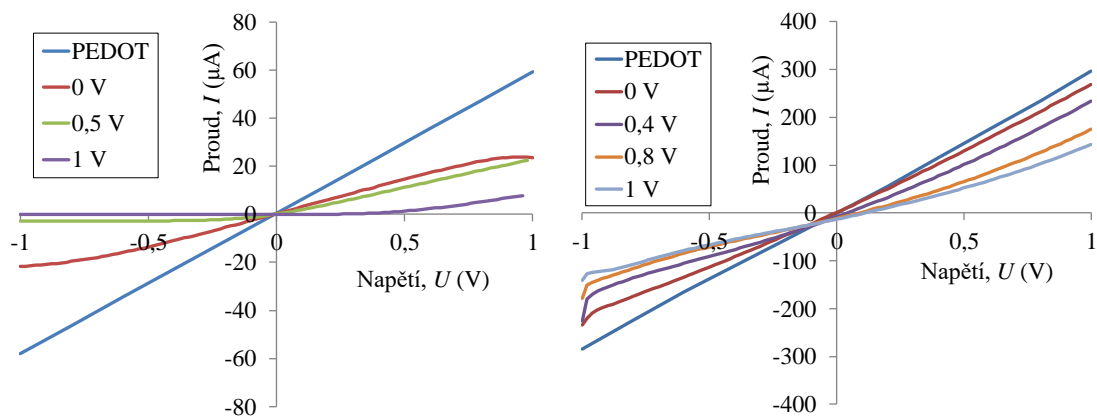 PEDOT
0 V
0,5 V
1 V
Proud, I (µA)
80
60
40
20
0
-20
-40
-60
-80
-1
-0,5
0
0,5
1
Napětí, U (V)
PEDOT
0 V
0,4 V
0,8 V
1 V
Proud, I (µA)
400
300
200
100
0
-100
-200
-300
-400
-1
-0,5
0
0,5
1
Napětí, U (V)